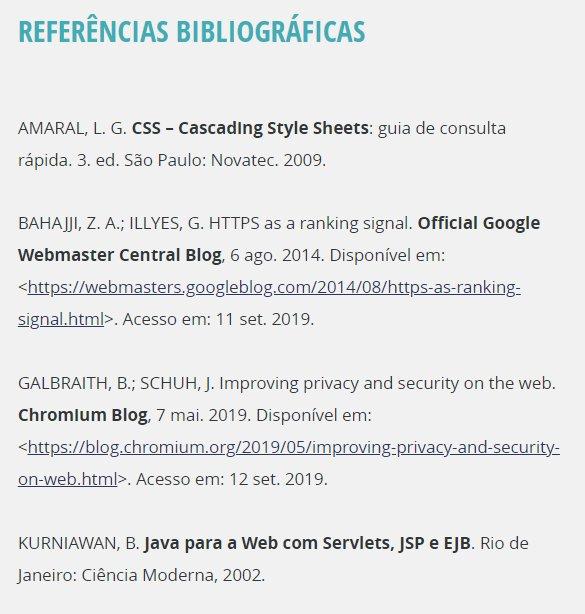 REFERÊNCIAS BIBLIOGRÁFICAS
AMARAL, L. G. CSS – Cascading Style Sheets: guia de consulta
rápida. 3. ed. São Paulo: Novatec. 2009.
BAHAJJI, Z. A.; ILLYES, G. HTTPS as a ranking signal. Official Google
Webmaster Central Blog, 6 ago. 2014. Disponível em:
<https://webmasters.googleblog.com/2014/08/https-as-ranking-
signal.html>. Acesso em: 11 set. 2019.
GALBRAITH, B.; SCHUH, J. Improving privacy and security on the web.
Chromium Blog, 7 mai. 2019. Disponível em:
<https://blog.chromium.org/2019/05/improving-privacy-and-security-
on-web.html>. Acesso em: 12 set. 2019.
KURNIAWAN, B. Java para a Web com Servlets, JSP e EJB. Rio de
Janeiro: Ciência Moderna, 2002.